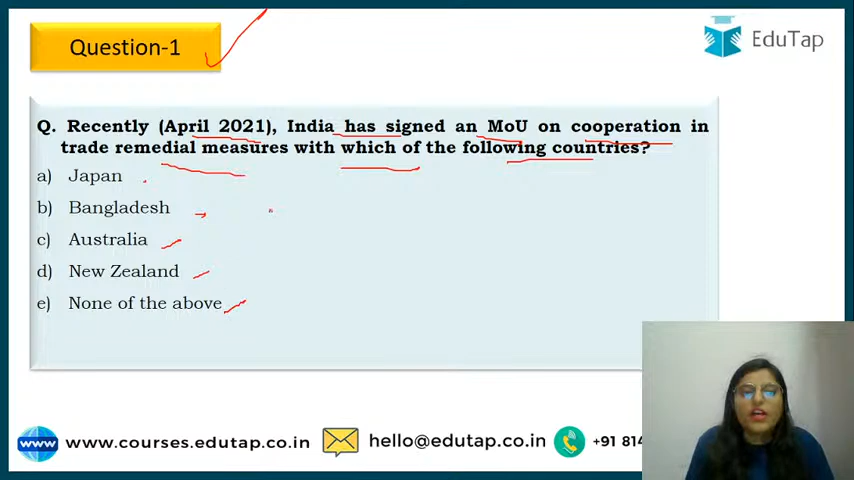 Question-1
EduTap
Q. Recently (April 2021), India has signed an MoU on cooperation in
trade remedial measures with which of the following countries?
a) Japan
b) Bangladesh
c) Australia
d) New Zealand
e) None of the above
www www.courses.edutap.co.in hello@edutap.co.in +91 814